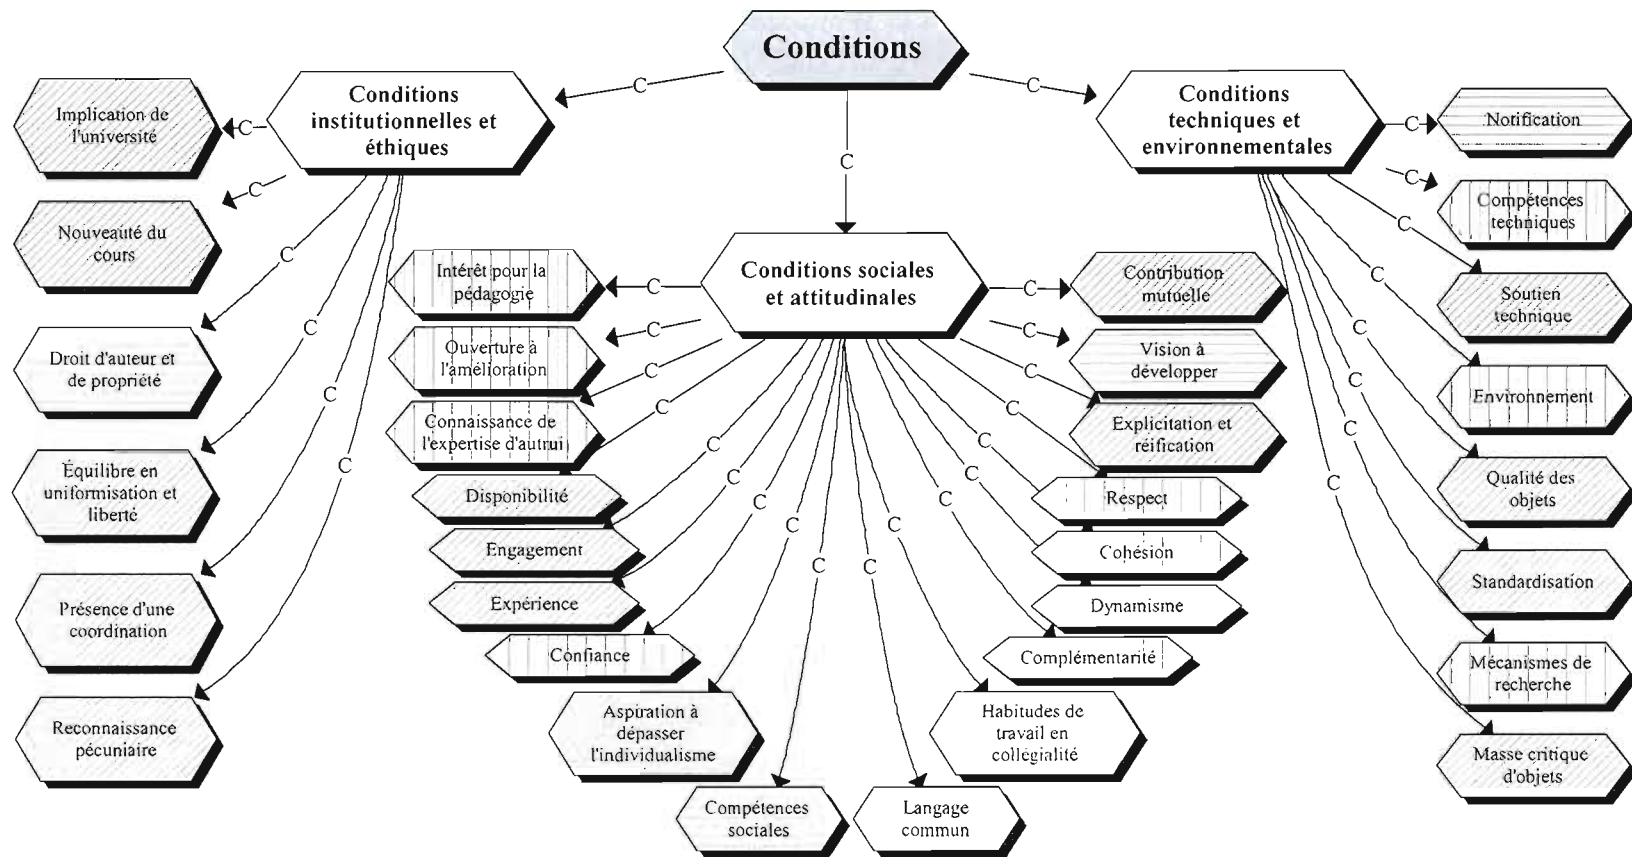 Conditions
Conditions
institutionnelles et
éthiques
Implication de
l'université
C
Nouveauté du
cours
C
Droit d'auteur et
de propriété
C
Équilibre en
uniformisation et
liberté
C
Présence d'une
coordination
C
Reconnaissance
pécuniaire
C
C
C
C
Conditions sociales
et attitudinales
Intérêt pour la
pédagogie
C
Ouverture à
l'amélioration
C
Connaissance de
l'expertise d'autrui
C
Disponibilité
C
Engagement
C
Expérience
C
Confiance
C
Aspiration à
dépasser
l'individualisme
C
Compétences
sociales
C
Langage
commun
C
Habitudes de
travail en
collégialité
C
Complémentarité
C
Dynamisme
C
Cohésion
C
Respect
C
Explicitation et
réification
C
Vision à
développer
C
Contribution
mutuelle
C
Conditions
techniques et
environnementales
Notification
C
Compétences
techniques
C
Soutien
technique
C
Environnement
C
Qualité des
objets
C
Standardisation
C
Mécanismes de
recherche
C
Masse critique
d'objets
C